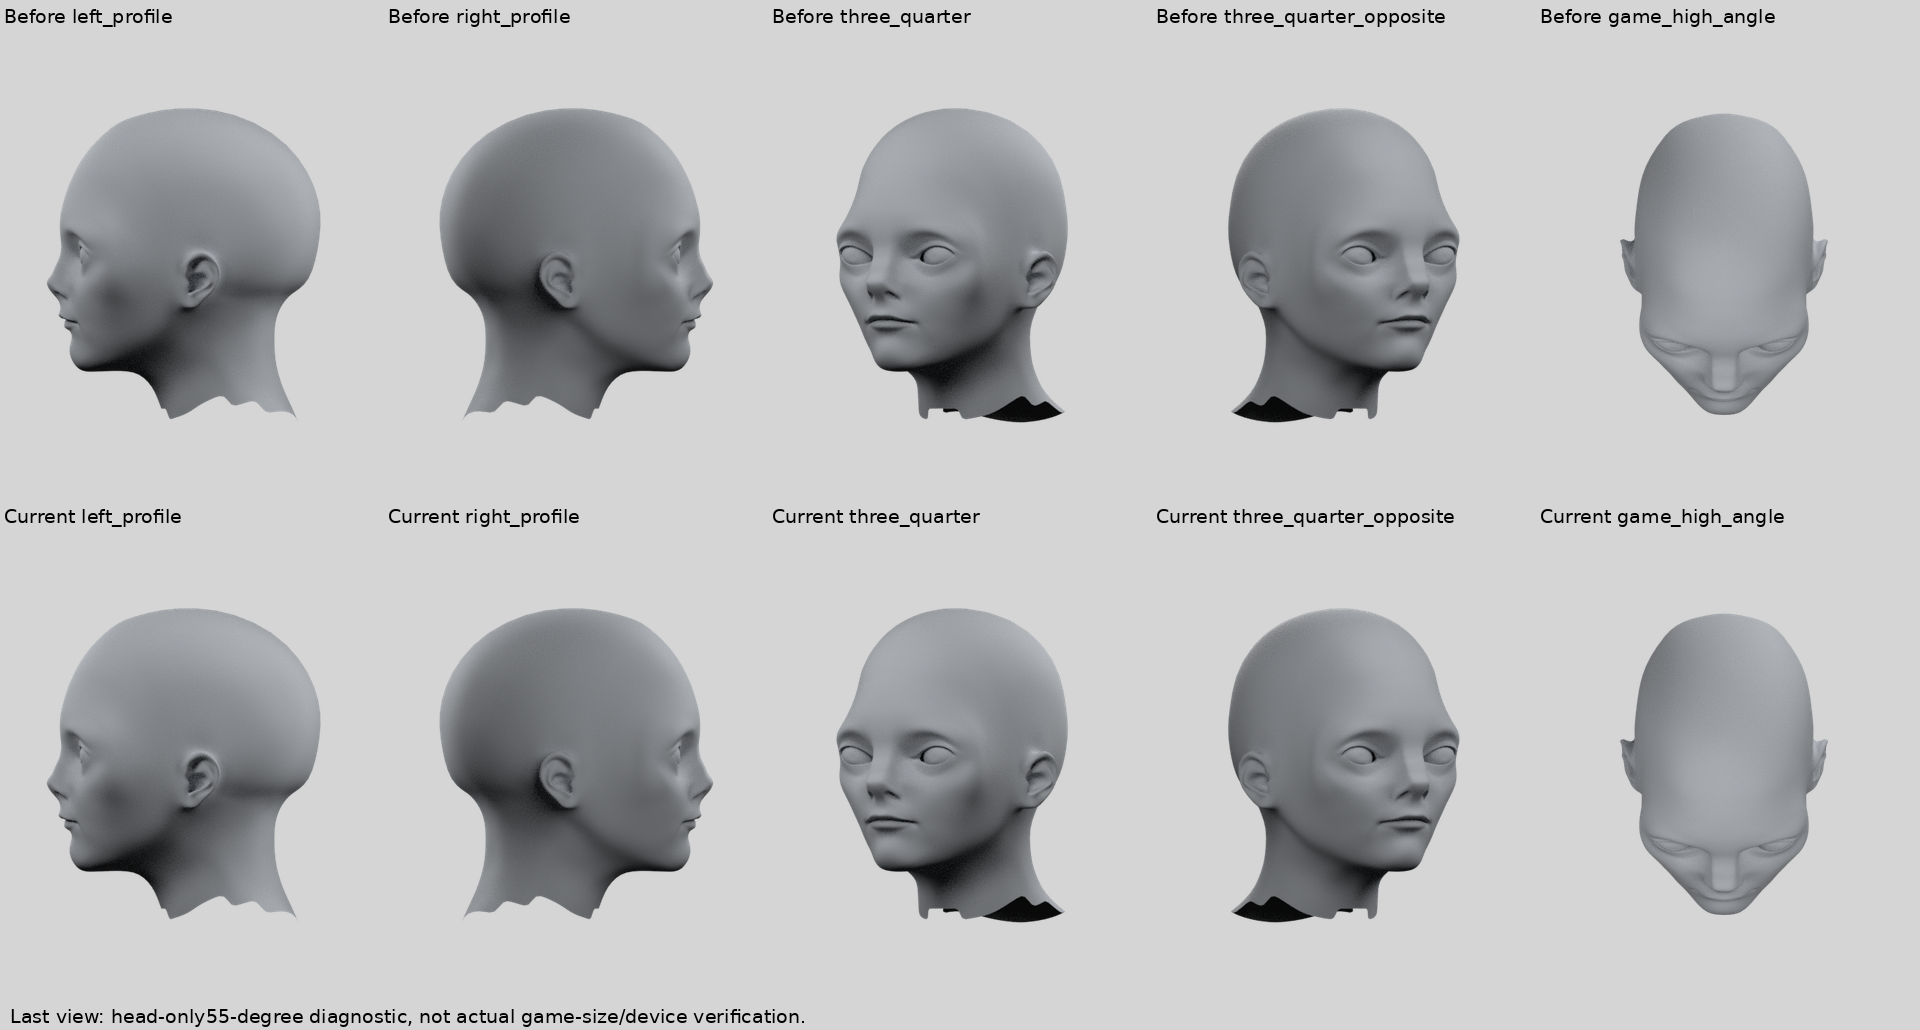 Before left_profile
Before right_profile
Before three_quarter
Before three_quarter_opposite
Before game_high_angle
Current left_profile
Current right_profile
Current three_quarter
Current three_quarter_opposite
Current game_high_angle
Last view: head-only55-degree diagnostic, not actual game-size/device verification.